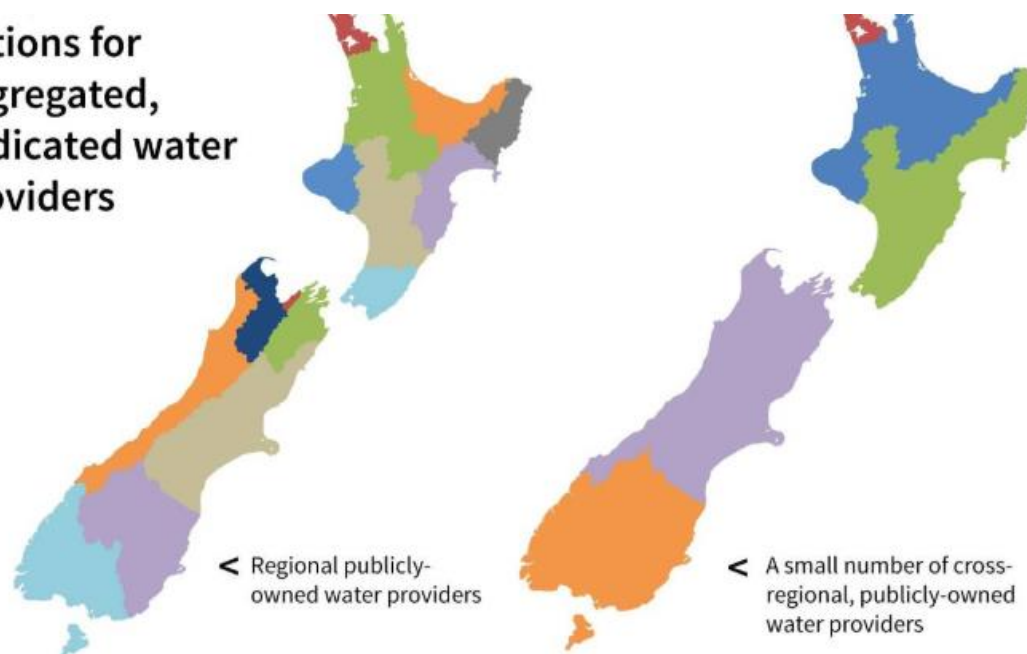 tions for
gregated,
dicated water
oviders
< Regional publicly-
owned water providers
< A small number of cross-
regional, publicly-owned
water providers